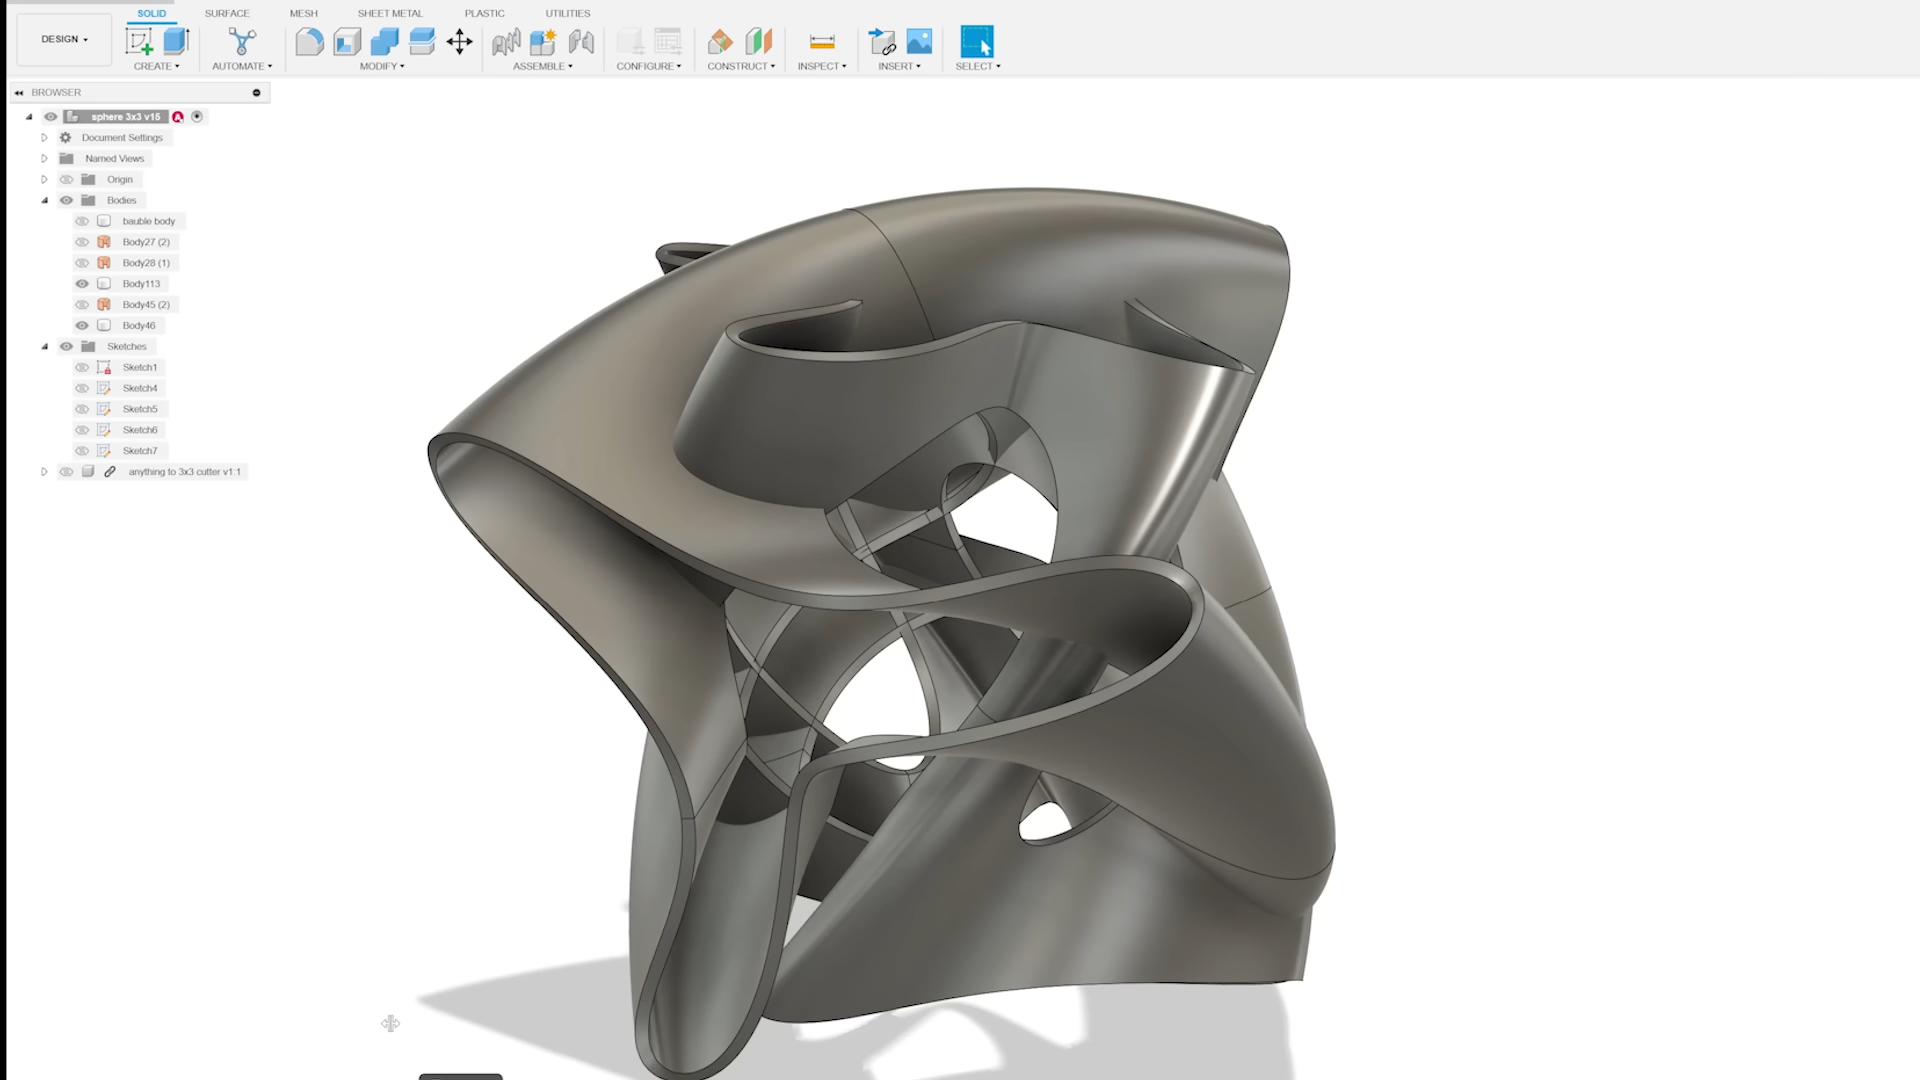 SOLID SURFACE MESH SHEET METAL PLASTIC UTILITIES
DESIGN
CREATE AUTOMATE MODIFY ASSEMBLE CONFIGURE CONSTRUCT INSPECT INSERT SELECT
BROWSER
sphere 3x3 v15
Document Settings
Named Views
Origin
Bodies
bauble body
Body27 (2)
Body28 (1)
Body113
Body45 (2)
Body46
Sketches
Sketch1
Sketch4
Sketch5
Sketch6
Sketch7
anything to 3x3 cutter v1:1